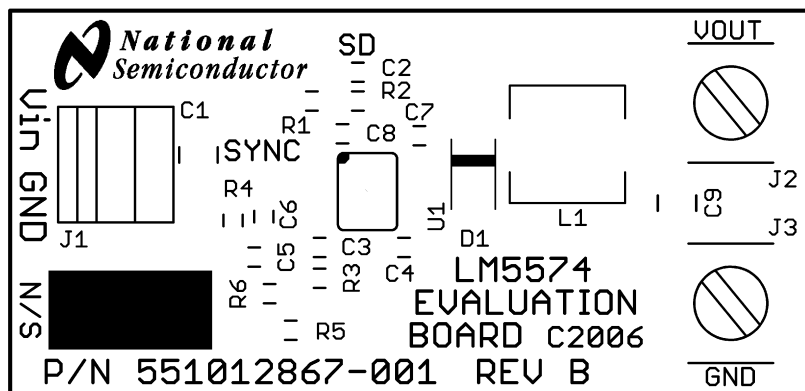 National
Semiconductor
SD
VOUT
C2
R2
C1
R1
C7
C8
Vin GND
SYNC
J2
R4
C6
U1
L1
C9
J1
C5
C3
C4
D1
J3
R6
R3
LM5574
EVALUATION
BOARD C2006
N/S
R5
P/N 551012867-001 REV B
GND